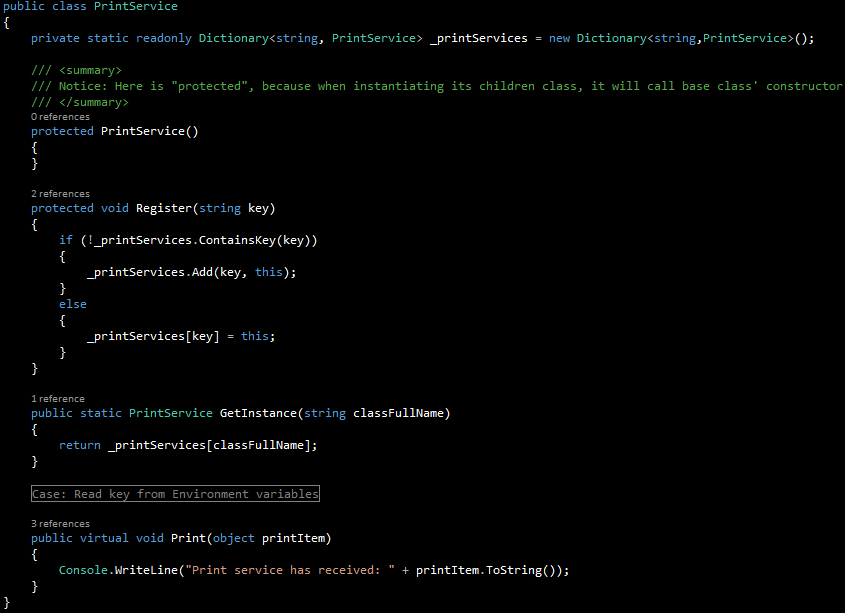 public class PrintService
{
    private static readonly Dictionary<string, PrintService> _printServices = new Dictionary<string,PrintService>();

    /// <summary>
    /// Notice: Here is "protected", because when instantiating its children class, it will call base class' constructor
    /// </summary>
    0 references
    protected PrintService()
    {
    }

    2 references
    protected void Register(string key)
    {
        if (!_printServices.ContainsKey(key))
        {
            _printServices.Add(key, this);
        }
        else
        {
            _printServices[key] = this;
        }
    }

    1 reference
    public static PrintService GetInstance(string classFullName)
    {
        return _printServices[classFullName];
    }

    Case: Read key from Environment variables

    3 references
    public virtual void Print(object printItem)
    {
        Console.WriteLine("Print service has received: " + printItem.ToString());
    }
}